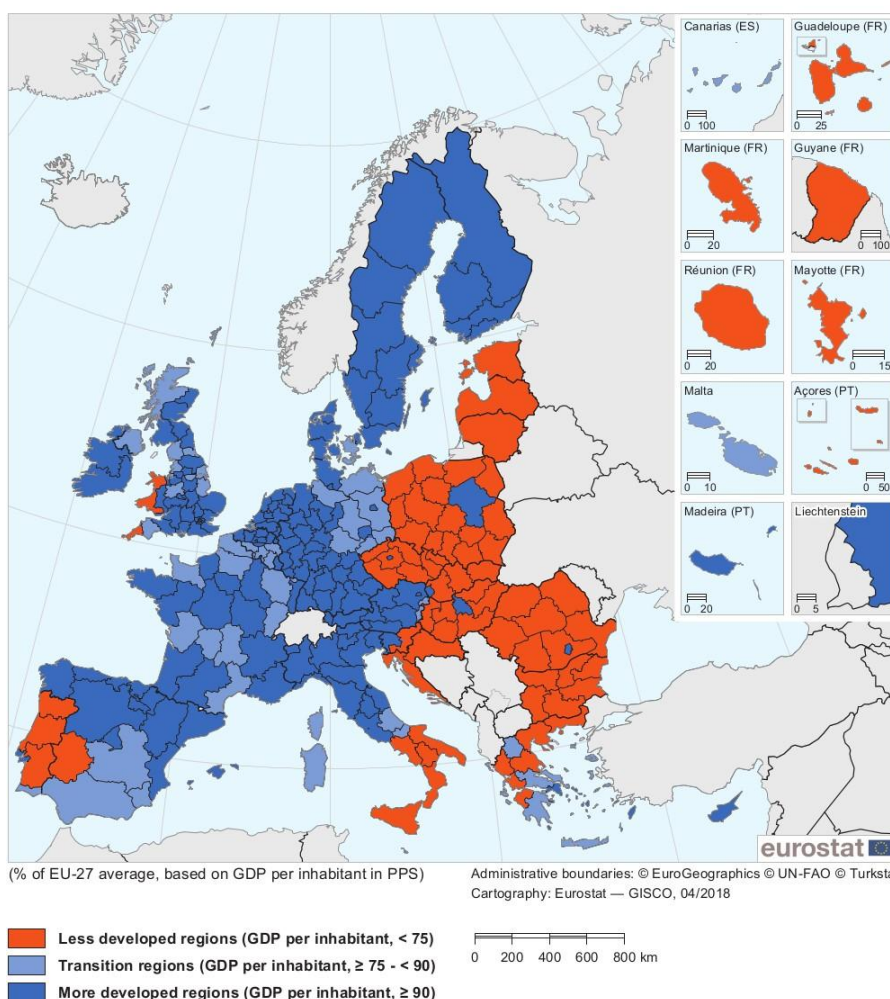 Canarias (ES)
0 100
Guadeloupe (FR)
0 25
Martinique (FR)
0 20
Guyane (FR)
0 100
Réunion (FR)
0 20
Mayotte (FR)
0 15
Malta
0 10
Açores (PT)
0 50
Madeira (PT)
0 20
Liechtenstein
0 5
eurostat
(% of EU-27 average, based on GDP per inhabitant in PPS)
Administrative boundaries: © EuroGeographics © UN-FAO © Turksta
Cartography: Eurostat — GISCO, 04/2018
Less developed regions (GDP per inhabitant, < 75)
Transition regions (GDP per inhabitant, ≥ 75 - < 90)
More developed regions (GDP per inhabitant, ≥ 90)
0 200 400 600 800 km